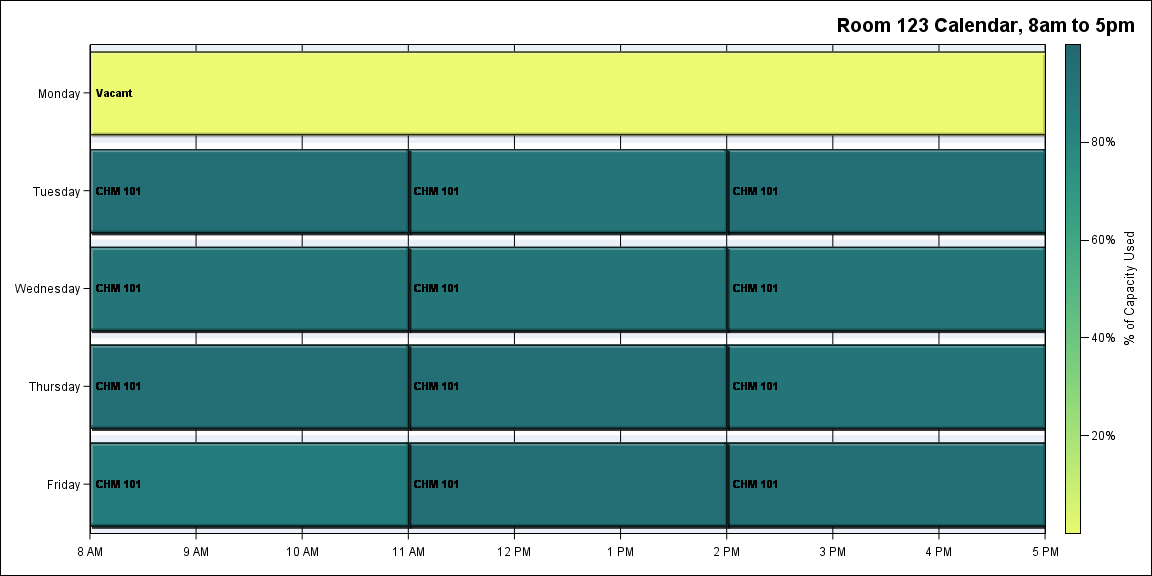 Room 123 Calendar, 8am to 5pm
Monday
Vacant
Tuesday
CHM 101
CHM 101
CHM 101
Wednesday
CHM 101
CHM 101
CHM 101
Thursday
CHM 101
CHM 101
CHM 101
Friday
CHM 101
CHM 101
CHM 101
8 AM
9 AM
10 AM
11 AM
12 PM
1 PM
2 PM
3 PM
4 PM
5 PM
80%
60%
40%
20%
% of Capacity Used